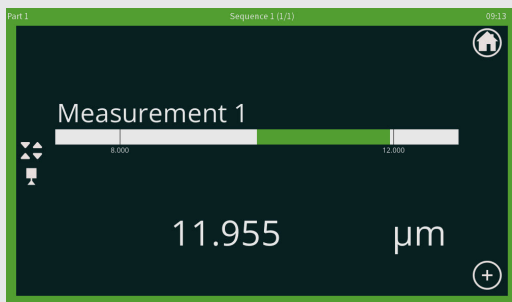 Part 1 Sequence 1 (1/1) 09:13
Measurement 1
8.000 12.000
11.955 μm